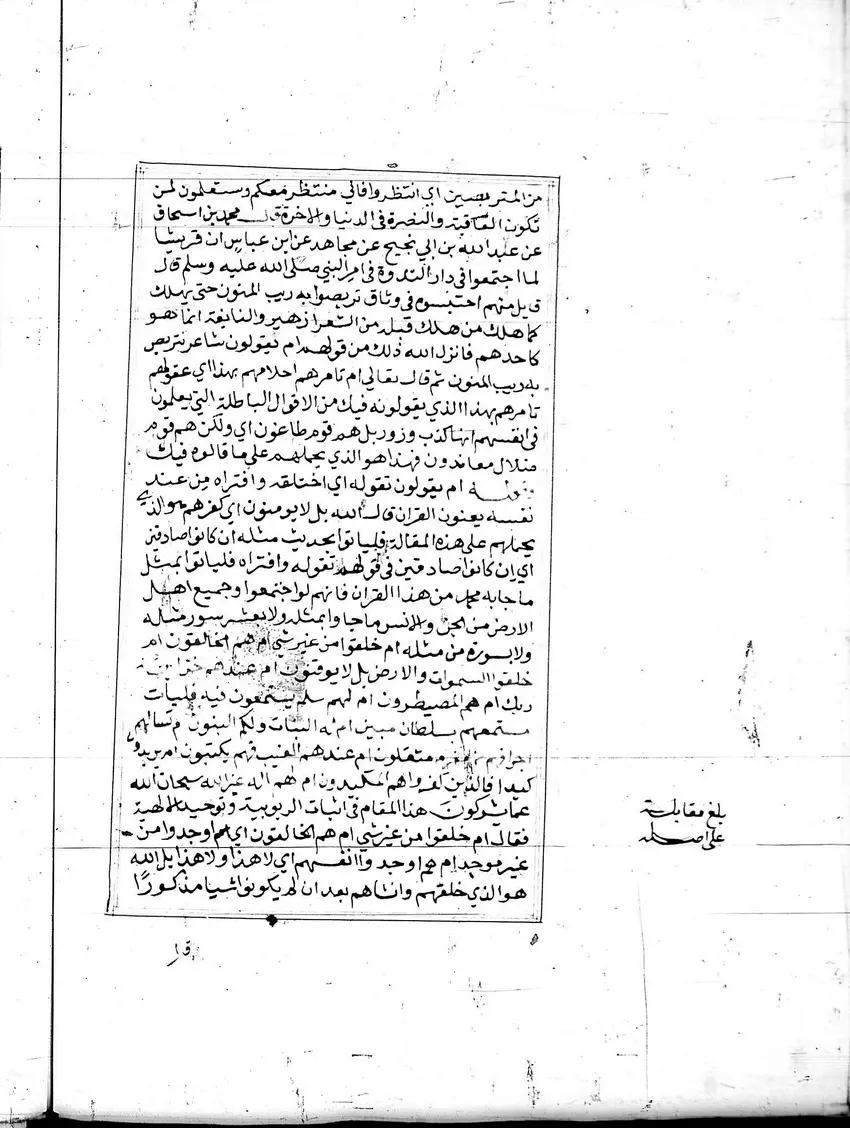 من المتربصين اي انتظروا فاني منتظر معكم وستعلمون لمن
تكون العاقبة والنصرة في الدنيا والاخرة قال محمد بن اسحاق
عن عبد الله بن ابي نجيح عن مجاهد عن ابن عباس ان قريشا
لما اجتمعوا في دار الندوة في امر النبي صلى الله عليه وسلم قال
قايل منهم احتبسوه في وثاق تربصوا به ريب المنون حتى يهلك
كما هلك من هلك قبله من الشعرا زهير والنابغة انما هو
كاحدهم فانزل الله ذلك من قولهم ام يقولون شاعر نتربص
به ريب المنون ثم قال تعالى ام تامرهم احلامهم بهذا اي عقولهم
تامرهم بهذا الذي يقولونه فيك من الاقوال الباطلة التي يعلمون
في انفسهم انها كذب وزور بل هم قوم طاغون اي ولكن هم قوم
ضلال معاندون فهذا هو الذي يحملهم على ما قالوه فيك
ام يقولون تقوله اي اختلقه وافتراه من عند
نفسه يعنون القران قال الله بل لا يومنون اي كفرهم هو الذي
يحملهم على هذه المقالة فلياتوا بحديث مثله ان كانوا صادقين
اي ان كانوا صادقين في قولهم تقوله وافتراه فلياتوا بمثل
ما جا به محمد من هذا القران فانهم لو اجتمعوا وجميع اهل
الارض من الجن والانس ما جاوا بمثله ولا بعشر سور مثله
ولا بسورة من مثله ام خلقوا من غير شي ام هم الخالقون ام
خلقوا السموات والارض بل لا يوقنون ام عندهم خزاين
ربك ام هم المصيطرون ام لهم سلم يستمعون فيه فليات
مستمعهم بسلطان مبين ام له البنات ولكم البنون ام تسالهم
اجرا فهم من مغرم مثقلون ام عندهم الغيب فهم يكتبون ام يريدون
كيدا فالذين كفروا هم المكيدون ام لهم اله غير الله سبحان الله
عما يشركون هذا المقام في اثبات الربوبية وتوحيد الالهية
فقال ام خلقوا من غير شي ام هم الخالقون اي اوجدوا من
غير موجد ام هم اوجدوا انفسهم اي لا هذا ولا هذا بل الله
هو الذي خلقهم وانشاهم بعد ان لم يكونوا شيا مذكورا
بلغ مقابلة
على اصله